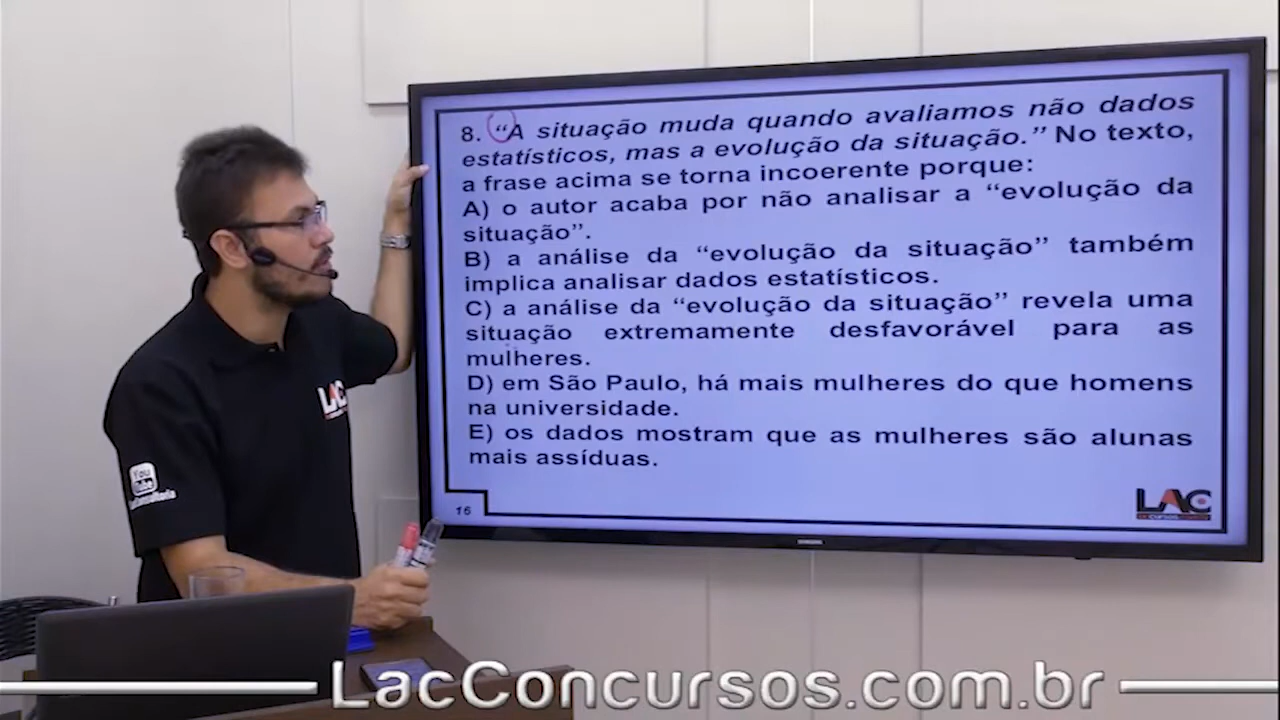 8. “A situação muda quando avaliamos não dados
estatísticos, mas a evolução da situação.” No texto,
a frase acima se torna incoerente porque:
A) o autor acaba por não analisar a “evolução da
situação”.
B) a análise da “evolução da situação” também
implica analisar dados estatísticos.
C) a análise da “evolução da situação” revela uma
situação extremamente desfavorável para as
mulheres.
D) em São Paulo, há mais mulheres do que homens
na universidade.
E) os dados mostram que as mulheres são alunas
mais assíduas.
16
LAC
LAC
You
Tube
SAMSUNG
LacConcursos.com.br